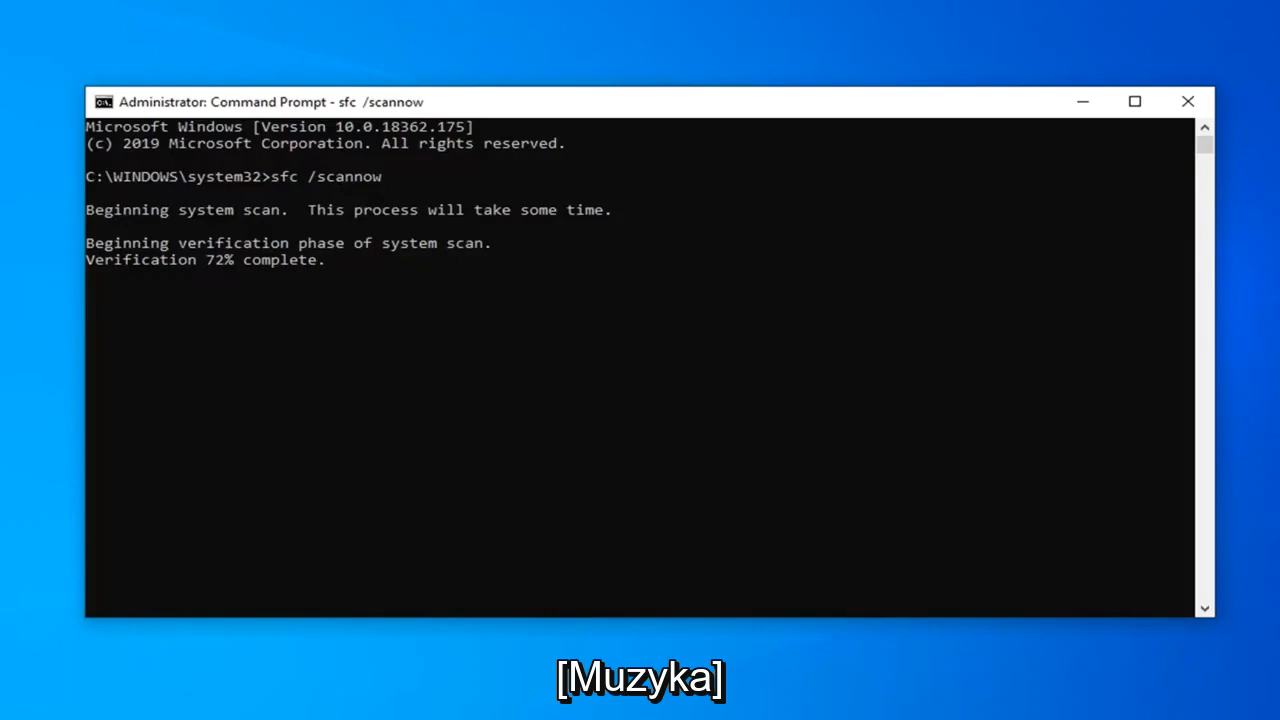 Administrator: Command Prompt - sfc  /scannow
Microsoft Windows [Version 10.0.18362.175]
(c) 2019 Microsoft Corporation. All rights reserved.
C:\WINDOWS\system32>sfc /scannow
Beginning system scan.  This process will take some time.
Beginning verification phase of system scan.
Verification 72% complete.
[Muzyka]